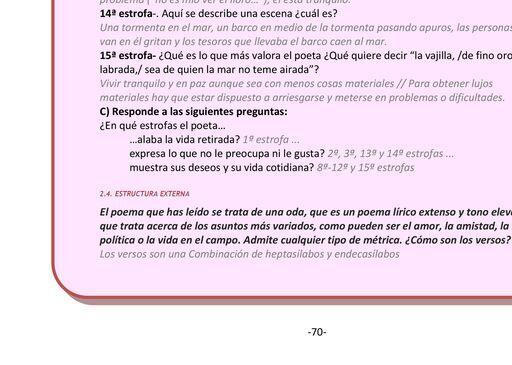 problema ("no es mío ver el lloro…"), él está tranquilo.
14ª estrofa-. Aquí se describe una escena ¿cuál es?
Una tormenta en el mar, un barco en medio de la tormenta pasando apuros, las personas
van en él gritan y los tesoros que llevaba el barco caen al mar.
15ª estrofa- ¿Qué es lo que más valora el poeta ¿Qué quiere decir "la vajilla, /de fino oro
labrada,/ sea de quien la mar no teme airada"?
Vivir tranquilo y en paz aunque sea con menos cosas materiales // Para obtener lujos
materiales hay que estar dispuesto a arriesgarse y meterse en problemas o dificultades.
C) Responde a las siguientes preguntas:
¿En qué estrofas el poeta…
…alaba la vida retirada? 1ª estrofa ...
expresa lo que no le preocupa ni le gusta? 2ª, 3ª, 13ª y 14ª estrofas ...
muestra sus deseos y su vida cotidiana? 8ª-12ª y 15ª estrofas
2.4. ESTRUCTURA EXTERNA
El poema que has leído se trata de una oda, que es un poema lírico extenso y tono
que trata acerca de los asuntos más variados, como pueden ser el amor, la amistad, la
política o la vida en el campo. Admite cualquier tipo de métrica. ¿Cómo son los versos?
Los versos son una Combinación de heptasílabos y endecasílabos
-70-